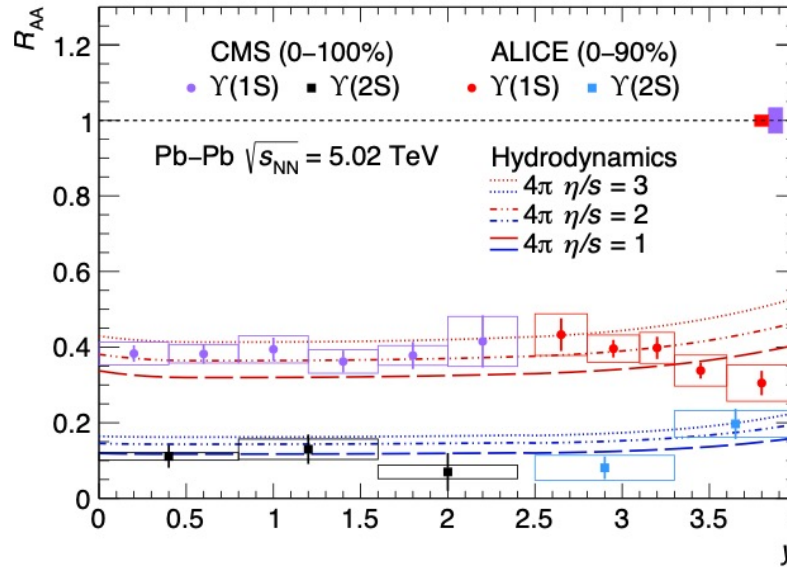 R_AA
1.2
CMS (0–100%)
ALICE (0–90%)
ϒ(1S) ϒ(2S) ϒ(1S) ϒ(2S)
1
Pb–Pb √s_NN = 5.02 TeV
Hydrodynamics
0.8
4π η/s = 3
4π η/s = 2
4π η/s = 1
0.6
0.4
0.2
0
0 0.5 1 1.5 2 2.5 3 3.5